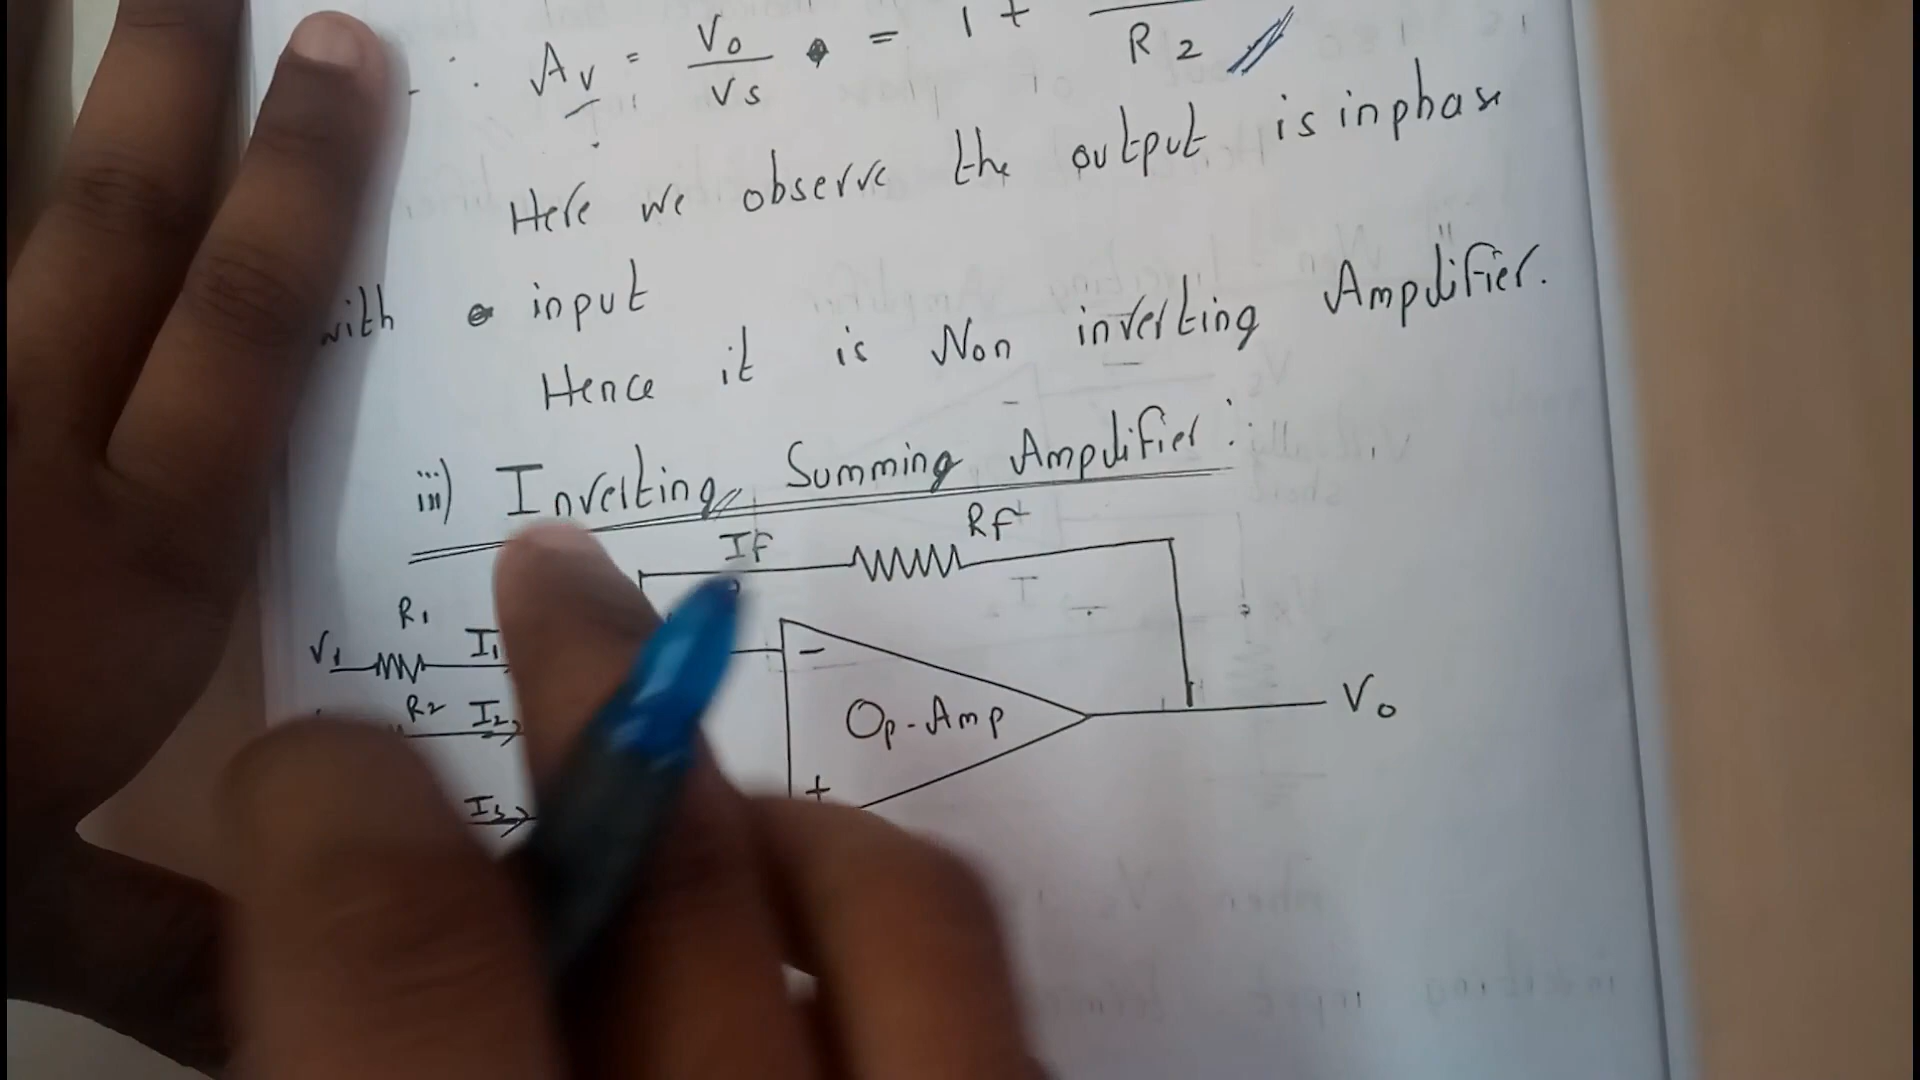 ∴ Av = Vo/Vs = 1 + /R2
Here we observe the output is inphase
with input
Hence it is Non inverting Amplifier.
iii) Inverting Summing Amplifier:
IF RF
R1
V1 I1 −
R2 I2
Op-Amp Vo
+
I3